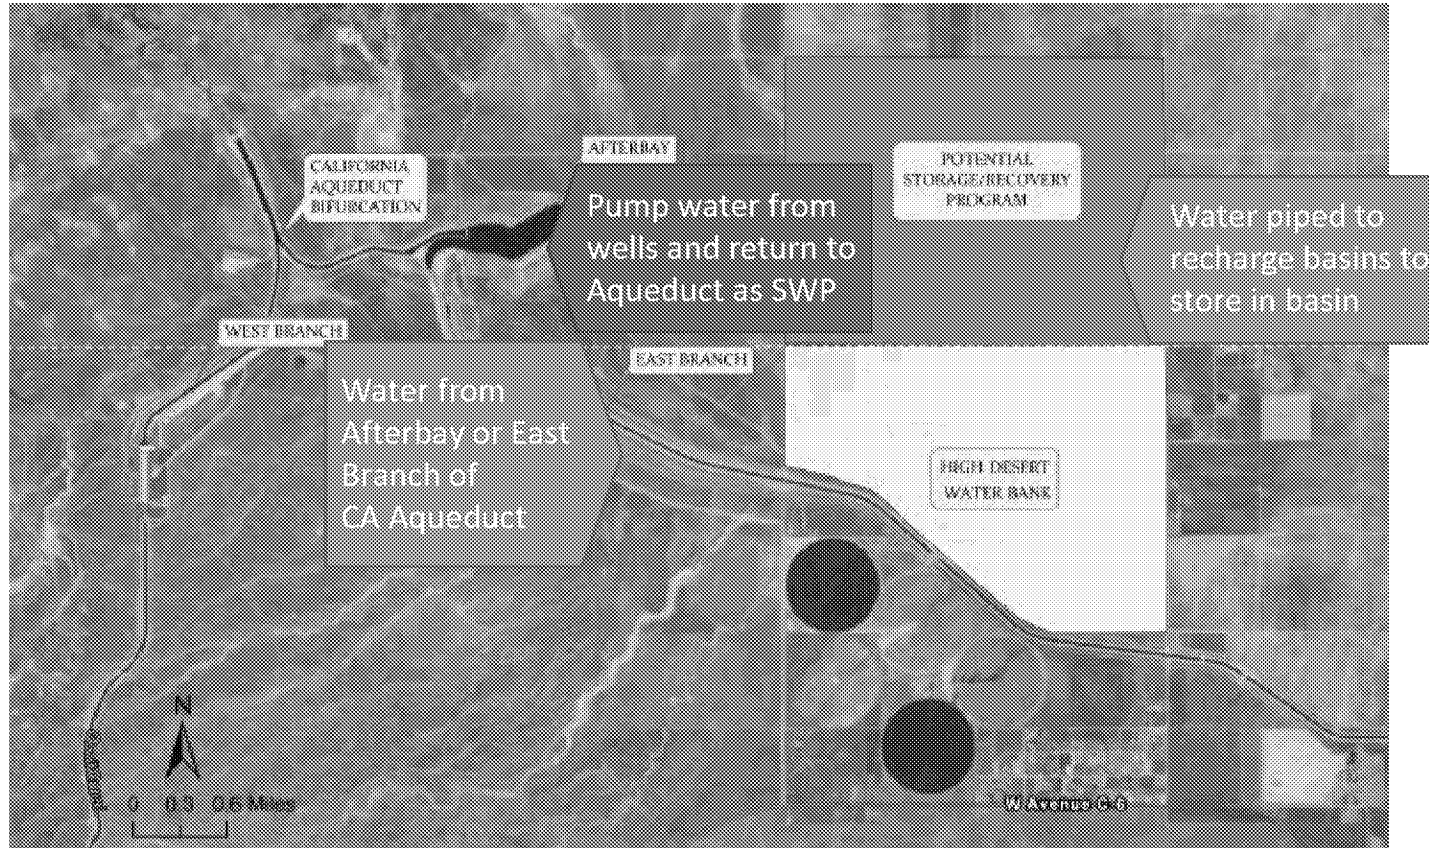 AFTERBAY
CALIFORNIA
AQUEDUCT
BIFURCATION
POTENTIAL
STORAGE/RECOVERY
PROGRAM
Pump water from
wells and return to
Aqueduct as SWP
Water piped to
recharge basins to
store in basin
WEST BRANCH
EAST BRANCH
Water from
Afterbay or East
Branch of
CA Aqueduct
HIGH DESERT
WATER BANK
N
0 0.3 0.6 Miles
W Avenue